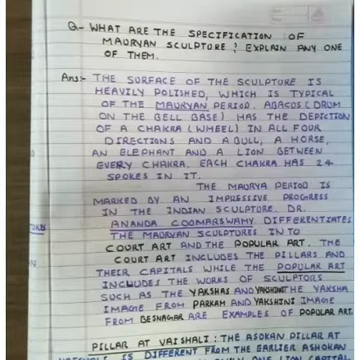 Q- WHAT ARE THE SPECIFICATION OF
MAURYAN SCULPTURE? EXPLAIN ANY ONE
OF THEM.
Ans- THE SURFACE OF THE SCULPTURE IS
HEAVILY POLISHED, WHICH IS TYPICAL
OF THE MAURYAN PERIOD. ABACUS (DRUM
ON THE BELL BASE) HAS THE DEPICTION
OF A CHAKRA (WHEEL) IN ALL FOUR
DIRECTIONS AND A BULL, A HORSE,
AN ELEPHANT AND A LION BETWEEN
EVERY CHAKRA. EACH CHAKRA HAS 24
SPOKES IN IT.
THE MAURYA PERIOD IS
MARKED BY AN IMPRESSIVE PROGRESS
IN THE INDIAN SCULPTURE. DR.
ANANDA COOMARSWAMY DIFFERENTIATES
THE MAURYAN SCULPTURES IN TO
COURT ART AND THE POPULAR ART. THE
COURT ART INCLUDES THE PILLARS AND
THEIR CAPITALS WHILE THE POPULAR ART
INCLUDES THE WORKS OF SCULPTORS
SUCH AS THE YAKSHAS AND THE YAKSHA
IMAGE FROM PARKAM AND YAKSHINI IMAGE
FROM BESNAGAR ARE EXAMPLES OF POPULAR ART.
PILLAR AT VAISHALI: THE ASOKAN PILLAR AT
VAISHALI IS DIFFERENT FROM THE EARLIER ASHOKAN